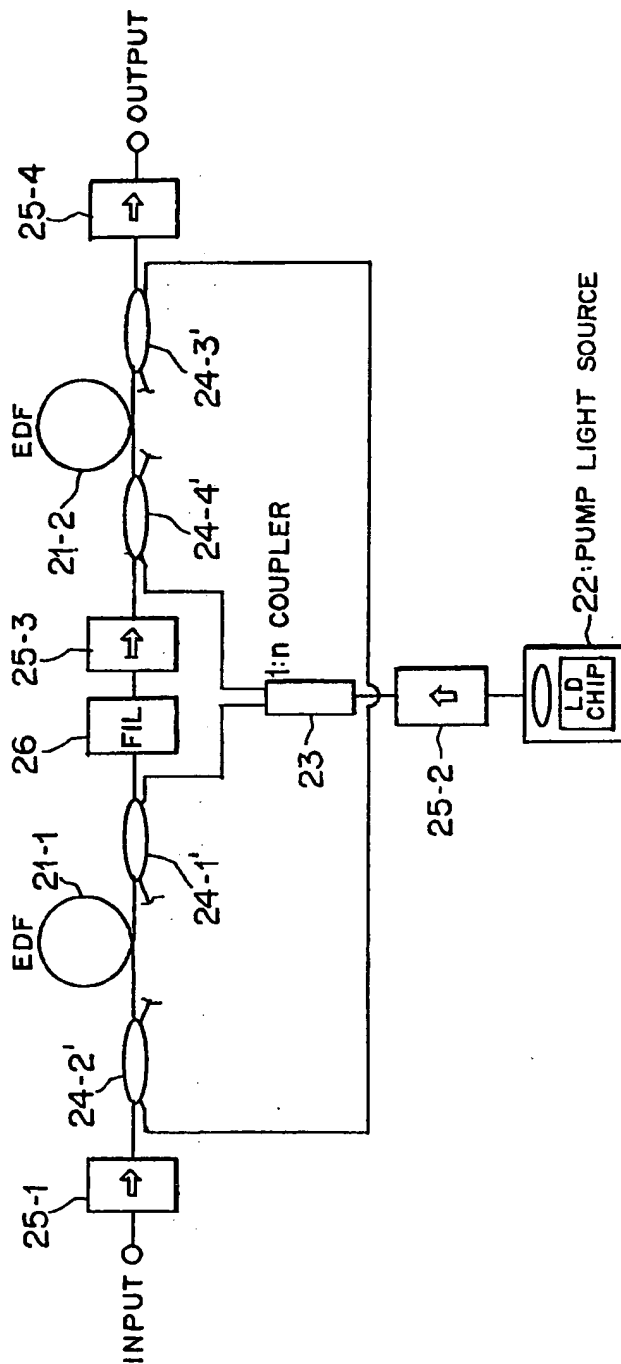 INPUT
25-1
24-2'
EDF
21-1
24-1'
26
FIL
25-3
24-4'
EDF
21-2
24-3'
25-4
OUTPUT
1:n COUPLER
23
25-2
LD
CHIP
22:PUMP LIGHT SOURCE